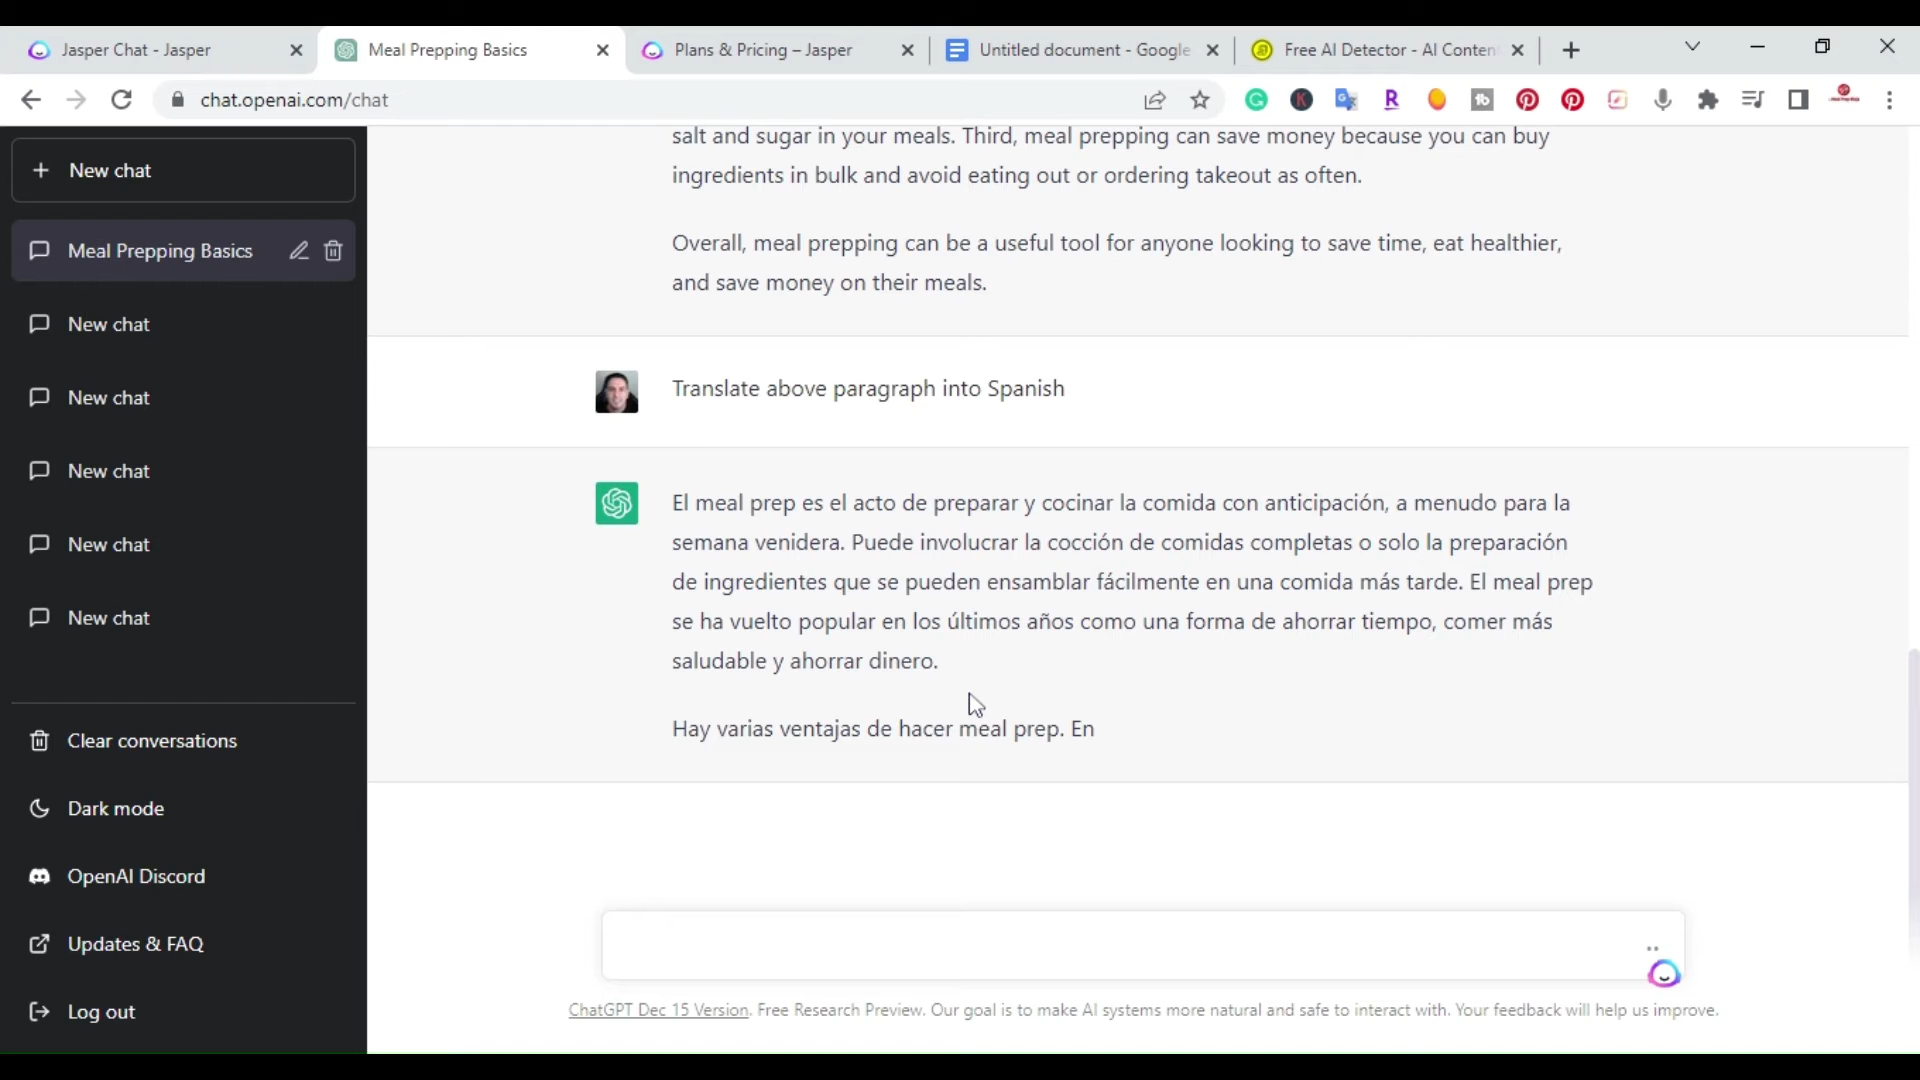 Jasper Chat - Jasper
Meal Prepping Basics
Plans & Pricing – Jasper
Untitled document - Google
Free AI Detector - AI Conten
chat.openai.com/chat
New chat
Meal Prepping Basics
New chat
New chat
New chat
New chat
New chat
Clear conversations
Dark mode
OpenAI Discord
Updates & FAQ
Log out
salt and sugar in your meals. Third, meal prepping can save money because you can buy
ingredients in bulk and avoid eating out or ordering takeout as often.
Overall, meal prepping can be a useful tool for anyone looking to save time, eat healthier,
and save money on their meals.
Translate above paragraph into Spanish
El meal prep es el acto de preparar y cocinar la comida con anticipación, a menudo para la
semana venidera. Puede involucrar la cocción de comidas completas o solo la preparación
de ingredientes que se pueden ensamblar fácilmente en una comida más tarde. El meal prep
se ha vuelto popular en los últimos años como una forma de ahorrar tiempo, comer más
saludable y ahorrar dinero.
Hay varias ventajas de hacer meal prep. En
ChatGPT Dec 15 Version. Free Research Preview. Our goal is to make AI systems more natural and safe to interact with. Your feedback will help us improve.